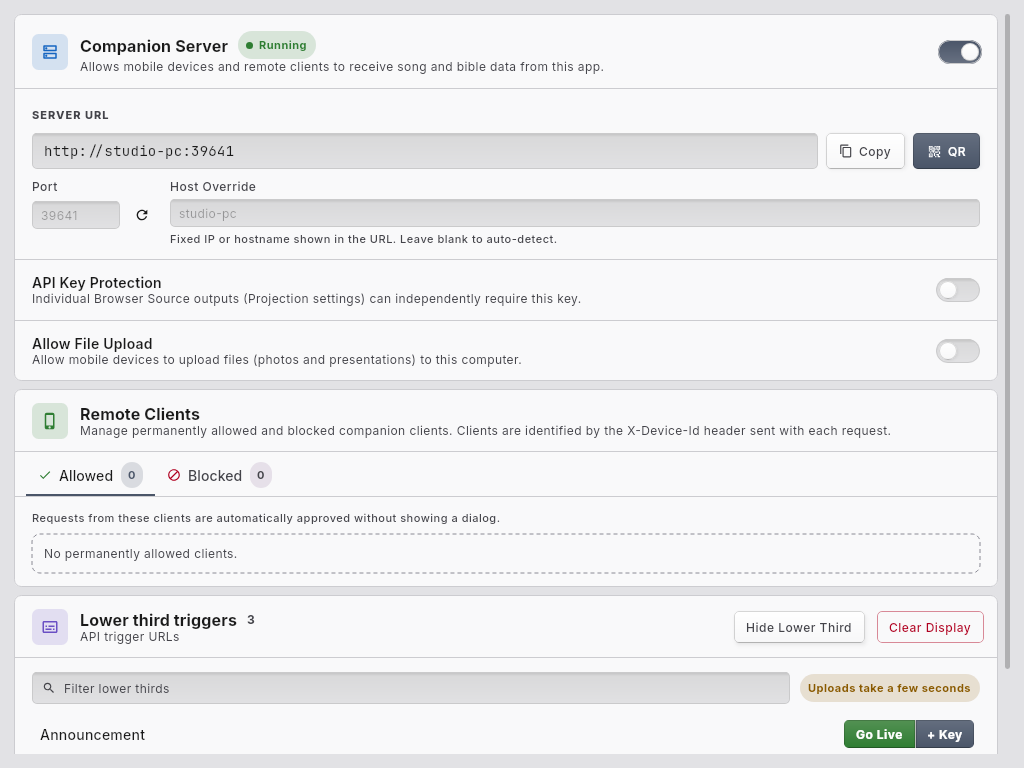 Companion Server Running
Allows mobile devices and remote clients to receive song and bible data from this app.
SERVER URL
http://studio-pc:39641 Copy QR
Port Host Override
39641 studio-pc
Fixed IP or hostname shown in the URL. Leave blank to auto-detect.
API Key Protection
Individual Browser Source outputs (Projection settings) can independently require this key.
Allow File Upload
Allow mobile devices to upload files (photos and presentations) to this computer.
Remote Clients
Manage permanently allowed and blocked companion clients. Clients are identified by the X-Device-Id header sent with each request.
Allowed 0 Blocked 0
Requests from these clients are automatically approved without showing a dialog.
No permanently allowed clients.
Lower third triggers 3
API trigger URLs
Hide Lower Third Clear Display
Filter lower thirds Uploads take a few seconds
Announcement Go Live + Key